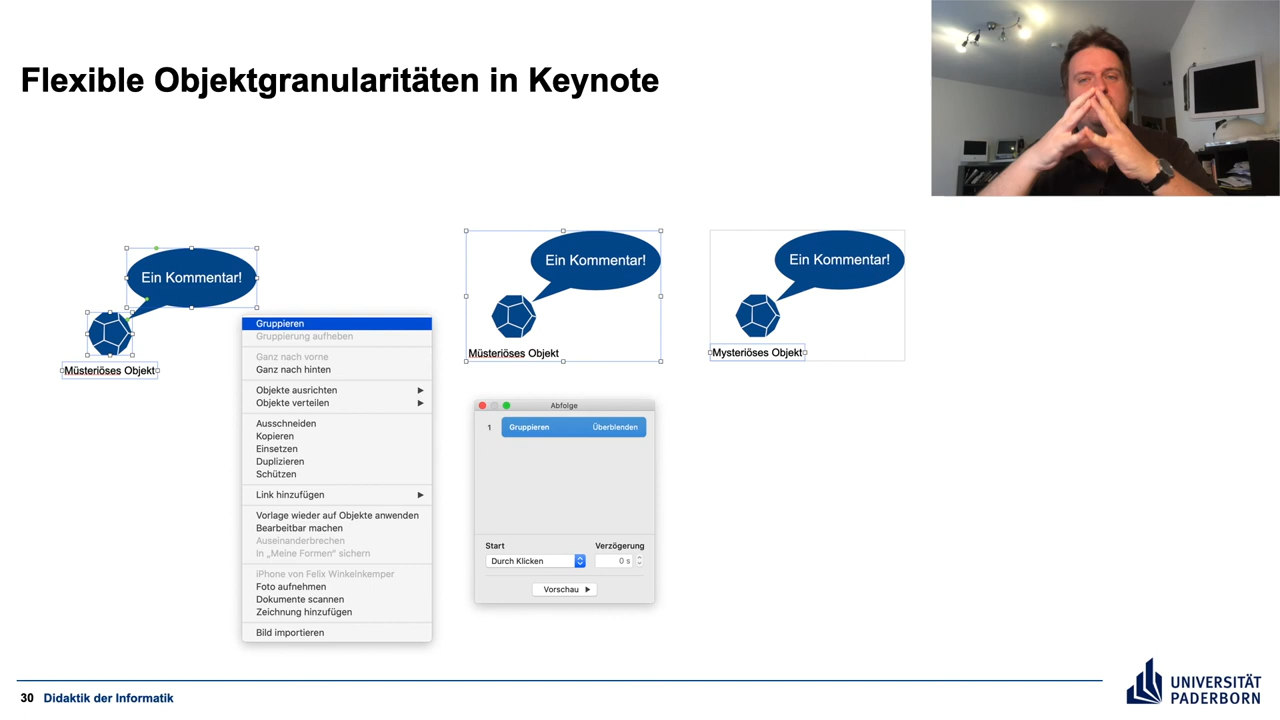 Flexible Objektgranularitäten in Keynote
Ein Kommentar!
Müsteriöses Objekt
Gruppieren
Gruppierung aufheben
Ganz nach vorne
Ganz nach hinten
Objekte ausrichten
Objekte verteilen
Ausschneiden
Kopieren
Einsetzen
Duplizieren
Schützen
Link hinzufügen
Vorlage wieder auf Objekte anwenden
Bearbeitbar machen
Auseinanderbrechen
In „Meine Formen“ sichern
iPhone von Felix Winkelnkemper
Foto aufnehmen
Dokumente scannen
Zeichnung hinzufügen
Bild importieren
Ein Kommentar!
Müsteriöses Objekt
Abfolge
1 Gruppieren Überblenden
Start Verzögerung
Durch Klicken 0 s
Vorschau
Ein Kommentar!
Mysteriöses Objekt
30 Didaktik der Informatik
UNIVERSITÄT
PADERBORN